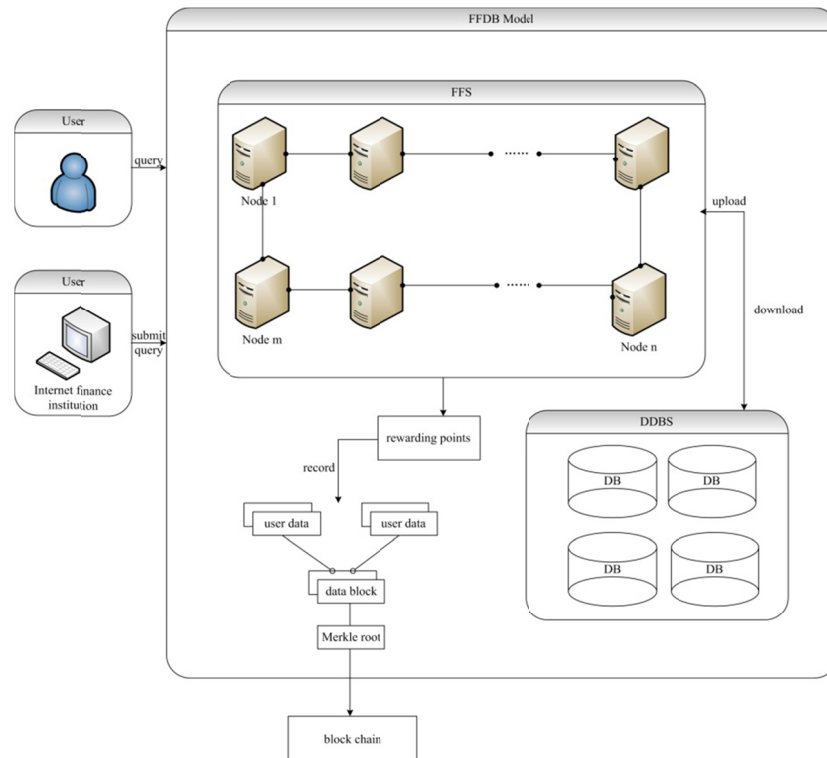 FFDB Model
FFS
User
query
Node 1
upload
User
submit
query
Internet finance
institution
Node m
Node n
download
rewarding points
DDBS
record
DB
DB
user data
user data
DB
DB
data block
Merkle root
block chain